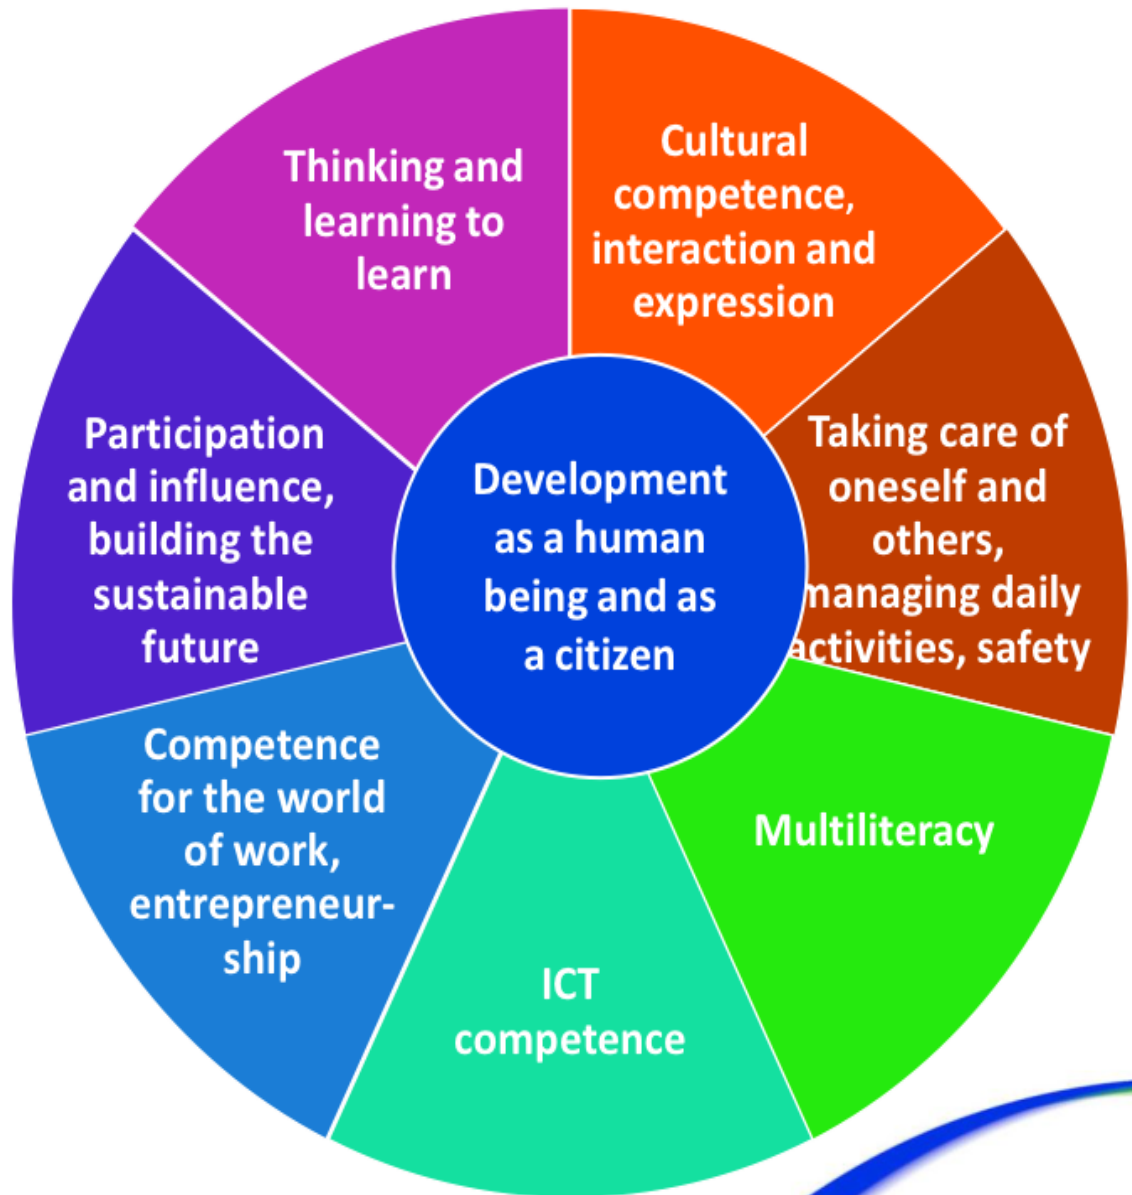 Thinking and
learning to
learn
Cultural
competence,
interaction and
expression
Taking care of
oneself and
others,
managing daily
activities, safety
Multiliteracy
ICT
competence
Competence
for the world
of work,
entrepreneur-
ship
Participation
and influence,
building the
sustainable
future
Development
as a human
being and as
a citizen